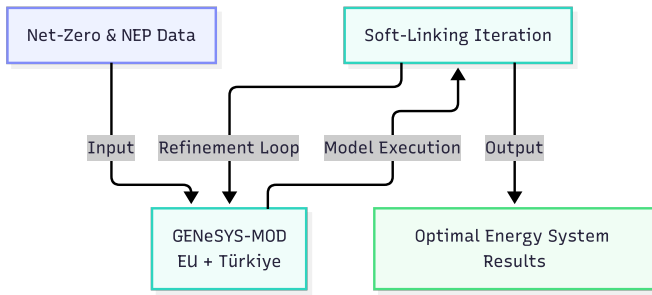 Net-Zero & NEP Data
Soft-Linking Iteration
Input
Refinement Loop
Model Execution
Output
GENeSYS-MOD
EU + Türkiye
Optimal Energy System
Results